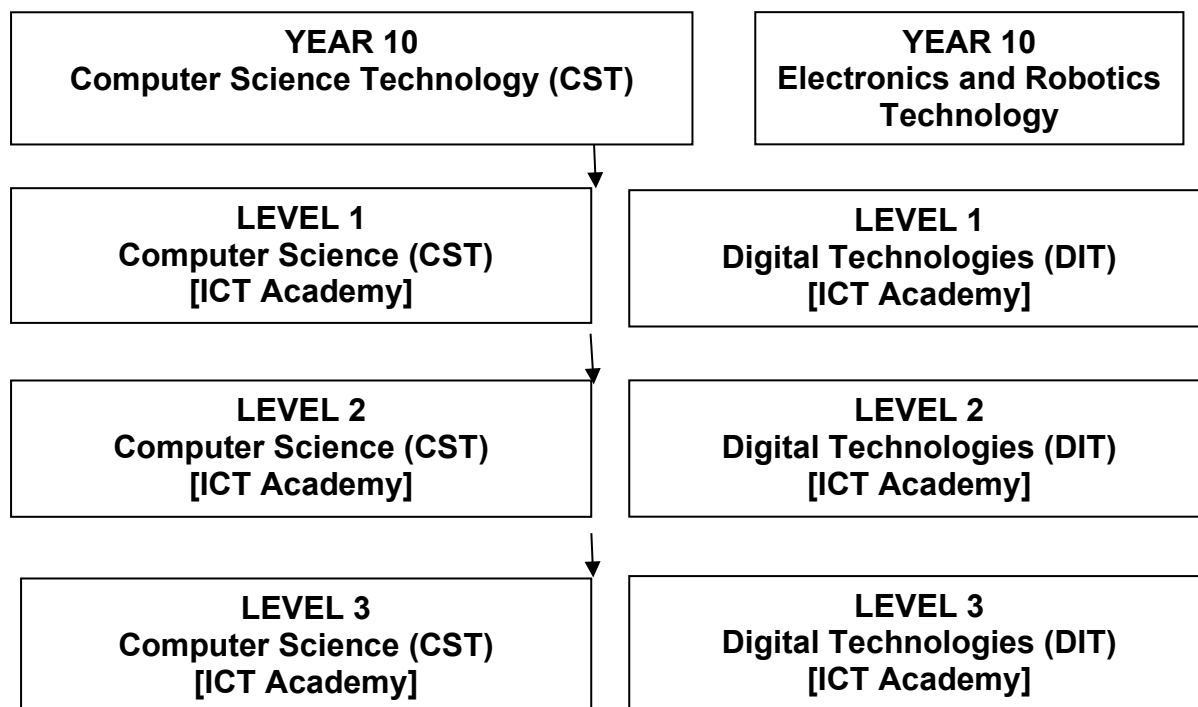 YEAR 10
Computer Science Technology (CST)
YEAR 10
Electronics and Robotics
Technology
LEVEL 1
Computer Science (CST)
[ICT Academy]
LEVEL 1
Digital Technologies (DIT)
[ICT Academy]
LEVEL 2
Computer Science (CST)
[ICT Academy]
LEVEL 2
Digital Technologies (DIT)
[ICT Academy]
LEVEL 3
Computer Science (CST)
[ICT Academy]
LEVEL 3
Digital Technologies (DIT)
[ICT Academy]